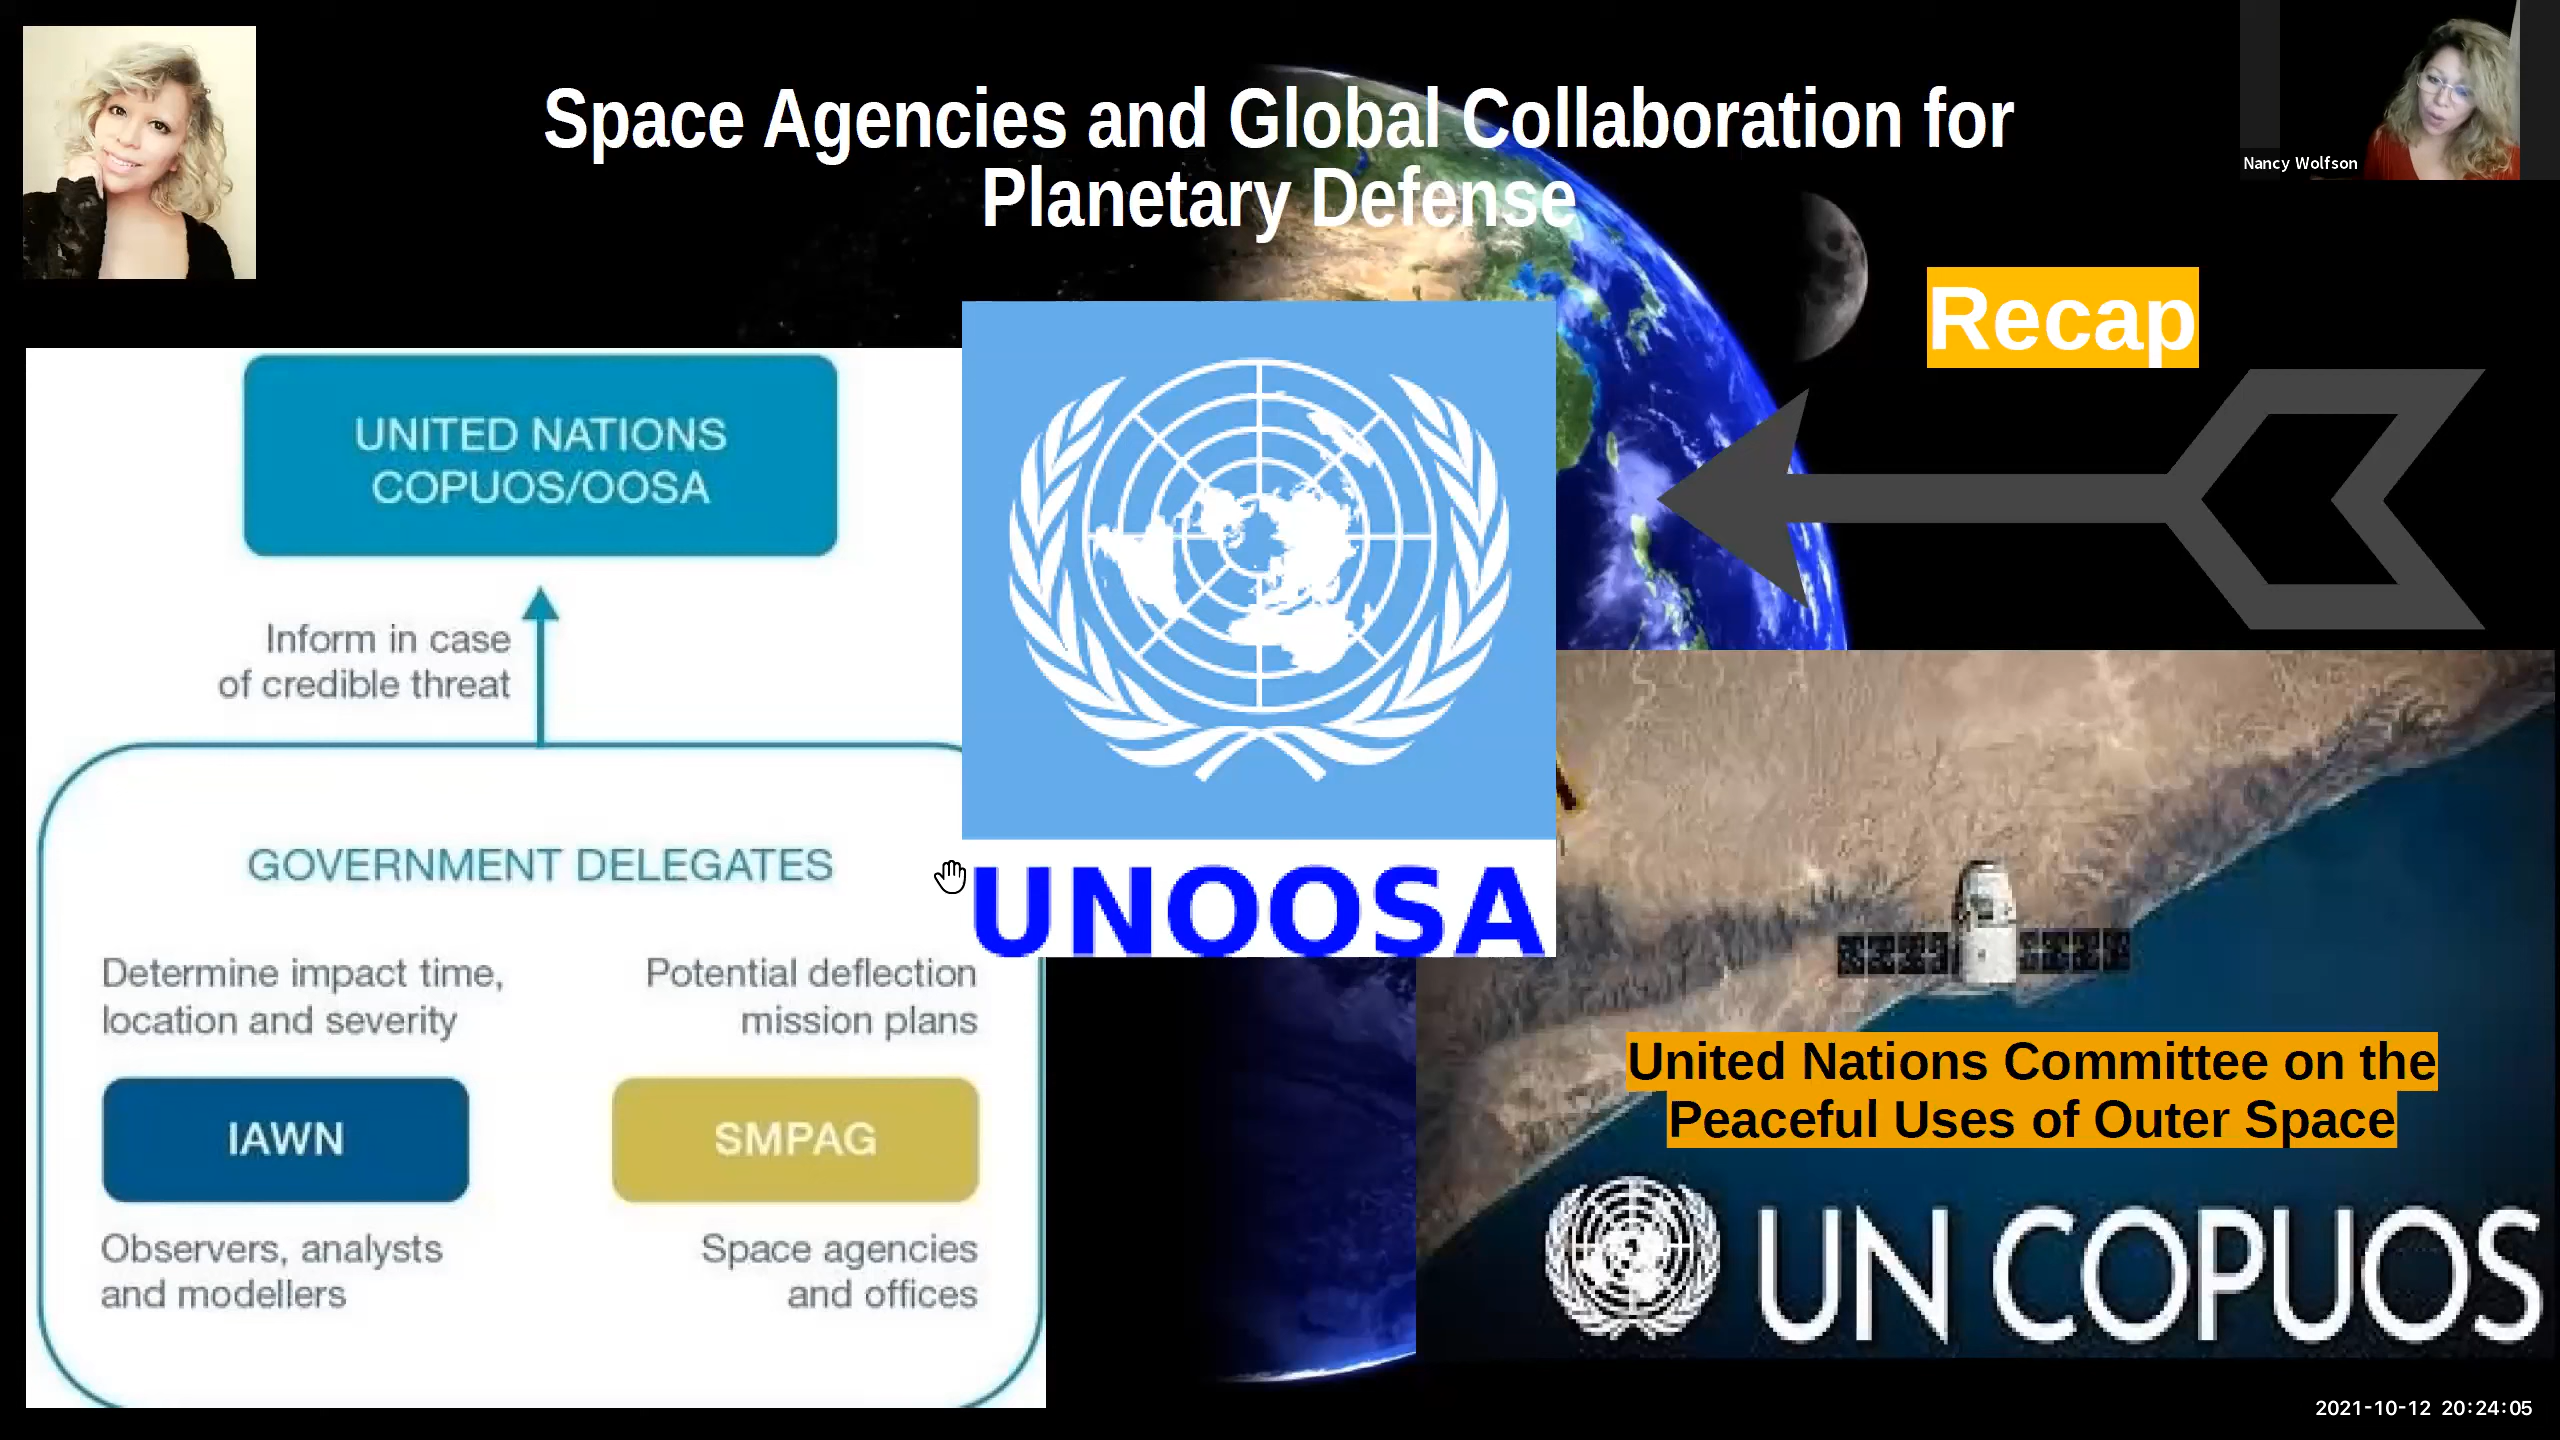 Space Agencies and Global Collaboration for
Planetary Defense
Nancy Wolfson
Recap
UNITED NATIONS
COPUOS/OOSA
Inform in case
of credible threat
GOVERNMENT DELEGATES
Determine impact time,
location and severity
Potential deflection
mission plans
IAWN
SMPAG
Observers, analysts
and modellers
Space agencies
and offices
UNOOSA
United Nations Committee on the
Peaceful Uses of Outer Space
UN COPUOS
2021-10-12 20:24:05